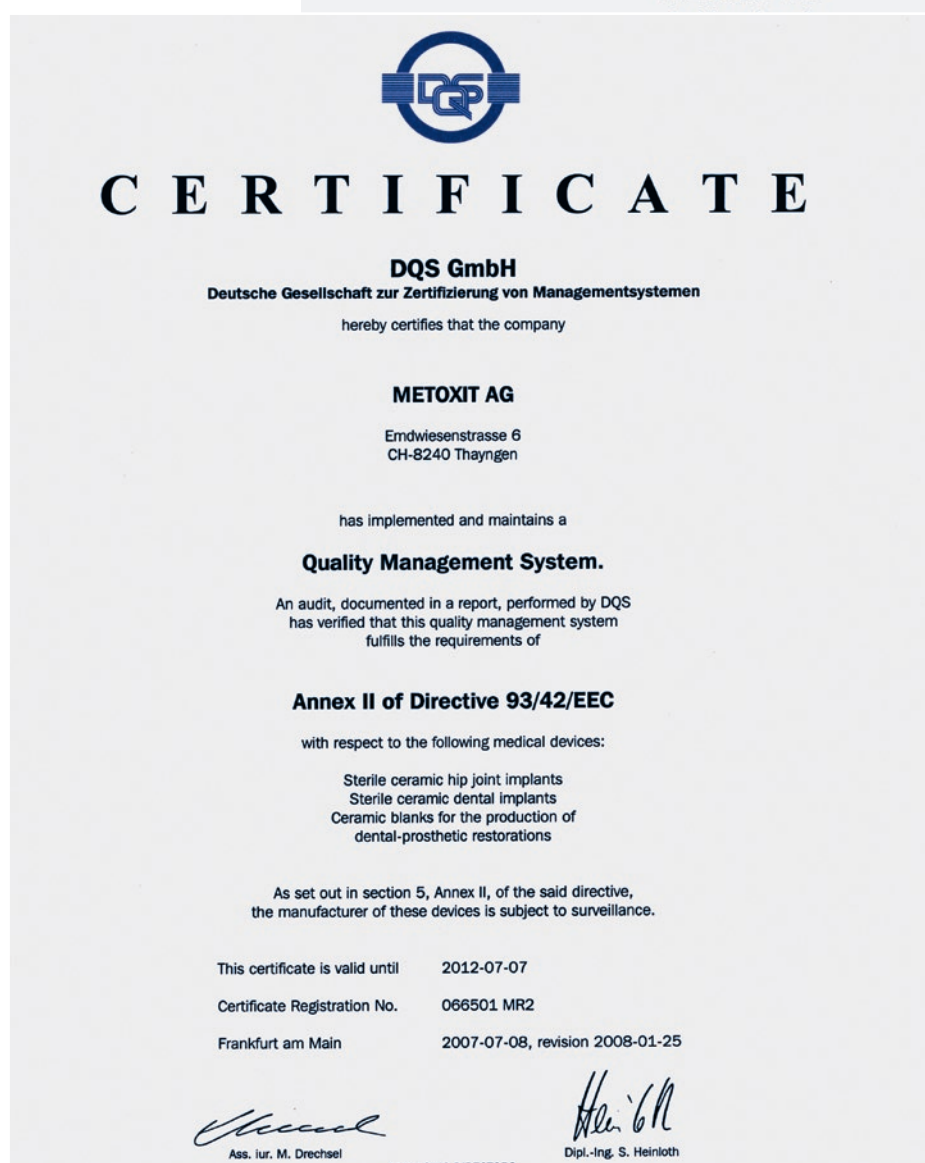 DQS
CERTIFICATE
DQS GmbH
Deutsche Gesellschaft zur Zertifizierung von Managementsystemen
hereby certifies that the company
METOXIT AG
Emdwiesenstrasse 6
CH-8240 Thayngen
has implemented and maintains a
Quality Management System.
An audit, documented in a report, performed by DQS
has verified that this quality management system
fulfills the requirements of
Annex II of Directive 93/42/EEC
with respect to the following medical devices:
Sterile ceramic hip joint implants
Sterile ceramic dental implants
Ceramic blanks for the production of
dental-prosthetic restorations
As set out in section 5, Annex II, of the said directive,
the manufacturer of these devices is subject to surveillance.
This certificate is valid until 2012-07-07
Certificate Registration No. 066501 MR2
Frankfurt am Main 2007-07-08, revision 2008-01-25
Ass. iur. M. Drechsel Dipl.-Ing. S. Heinloth